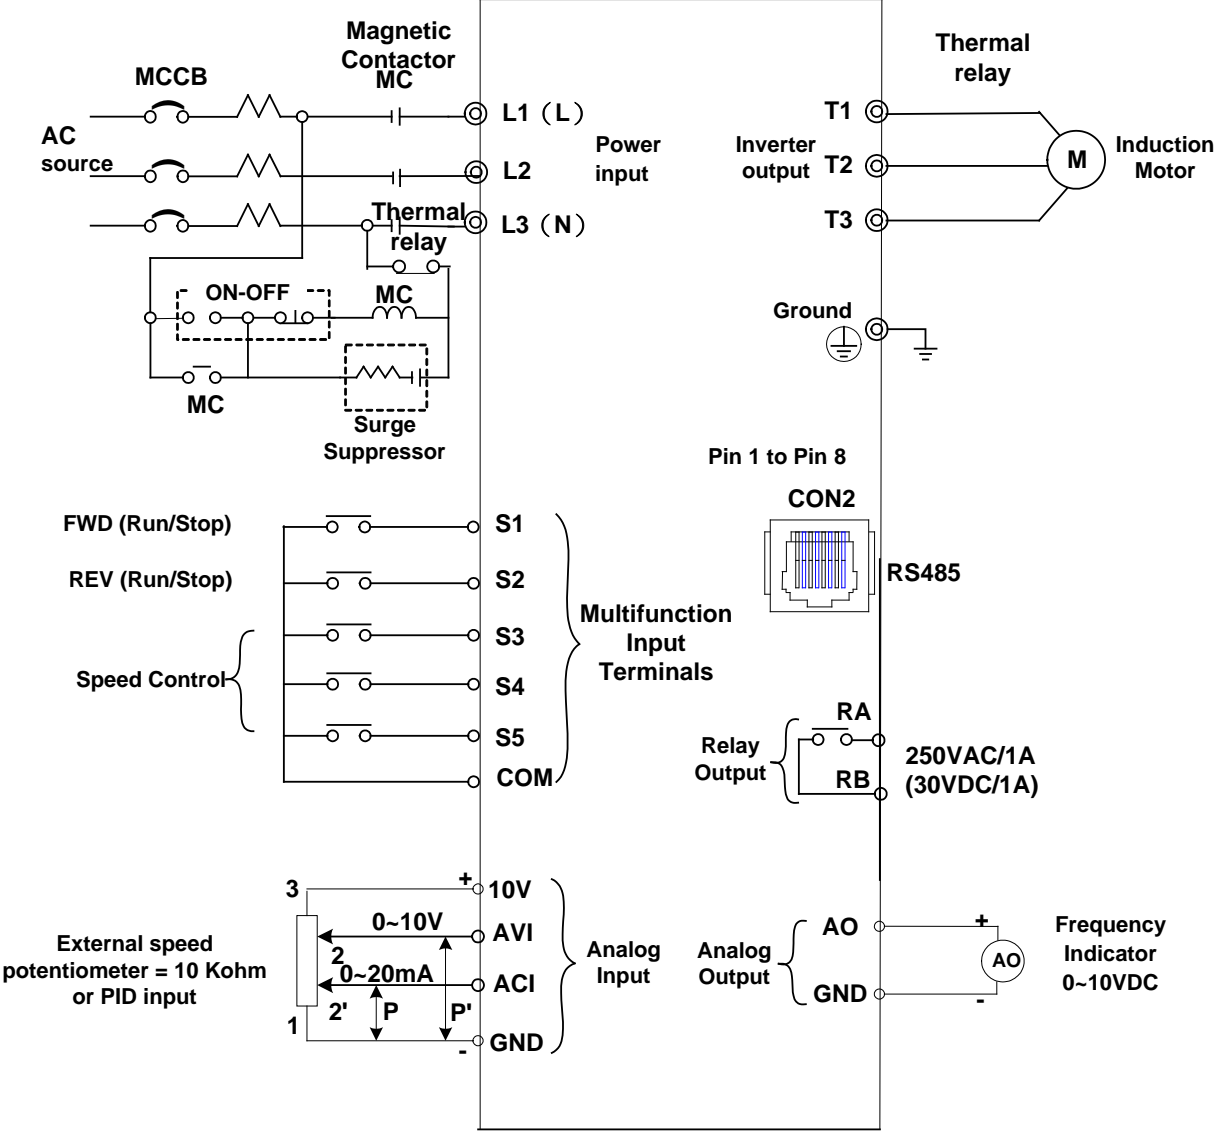 Magnetic
Contactor
MC
MCCB
AC
source
L1（L）
L2
L3（N）
Power
input
Thermal
relay
ON-OFF
MC
MC
Surge
Suppressor
Thermal
relay
T1
Inverter
output
T2
T3
M
Induction
Motor
Ground
Pin 1 to Pin 8
CON2
RS485
FWD (Run/Stop)
REV (Run/Stop)
Speed Control
S1
S2
S3
S4
S5
COM
Multifunction
Input
Terminals
Relay
Output
RA
RB
250VAC/1A
(30VDC/1A)
External speed
potentiometer = 10 Kohm
or PID input
3
2
2'
1
0~10V
0~20mA
P
P'
+
-
10V
AVI
ACI
GND
Analog
Input
Analog
Output
AO
GND
+
AO
-
Frequency
Indicator
0~10VDC